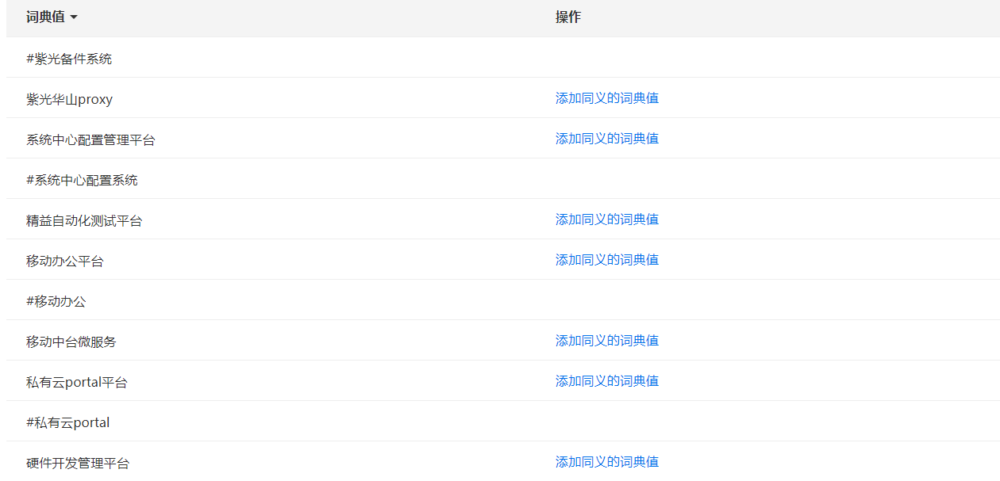 词典值 操作
#紫光备件系统
紫光华山proxy 添加同义的词典值
系统中心配置管理平台 添加同义的词典值
#系统中心配置系统
精益自动化测试平台 添加同义的词典值
移动办公平台 添加同义的词典值
#移动办公
移动中台微服务 添加同义的词典值
私有云portal平台 添加同义的词典值
#私有云portal
硬件开发管理平台 添加同义的词典值